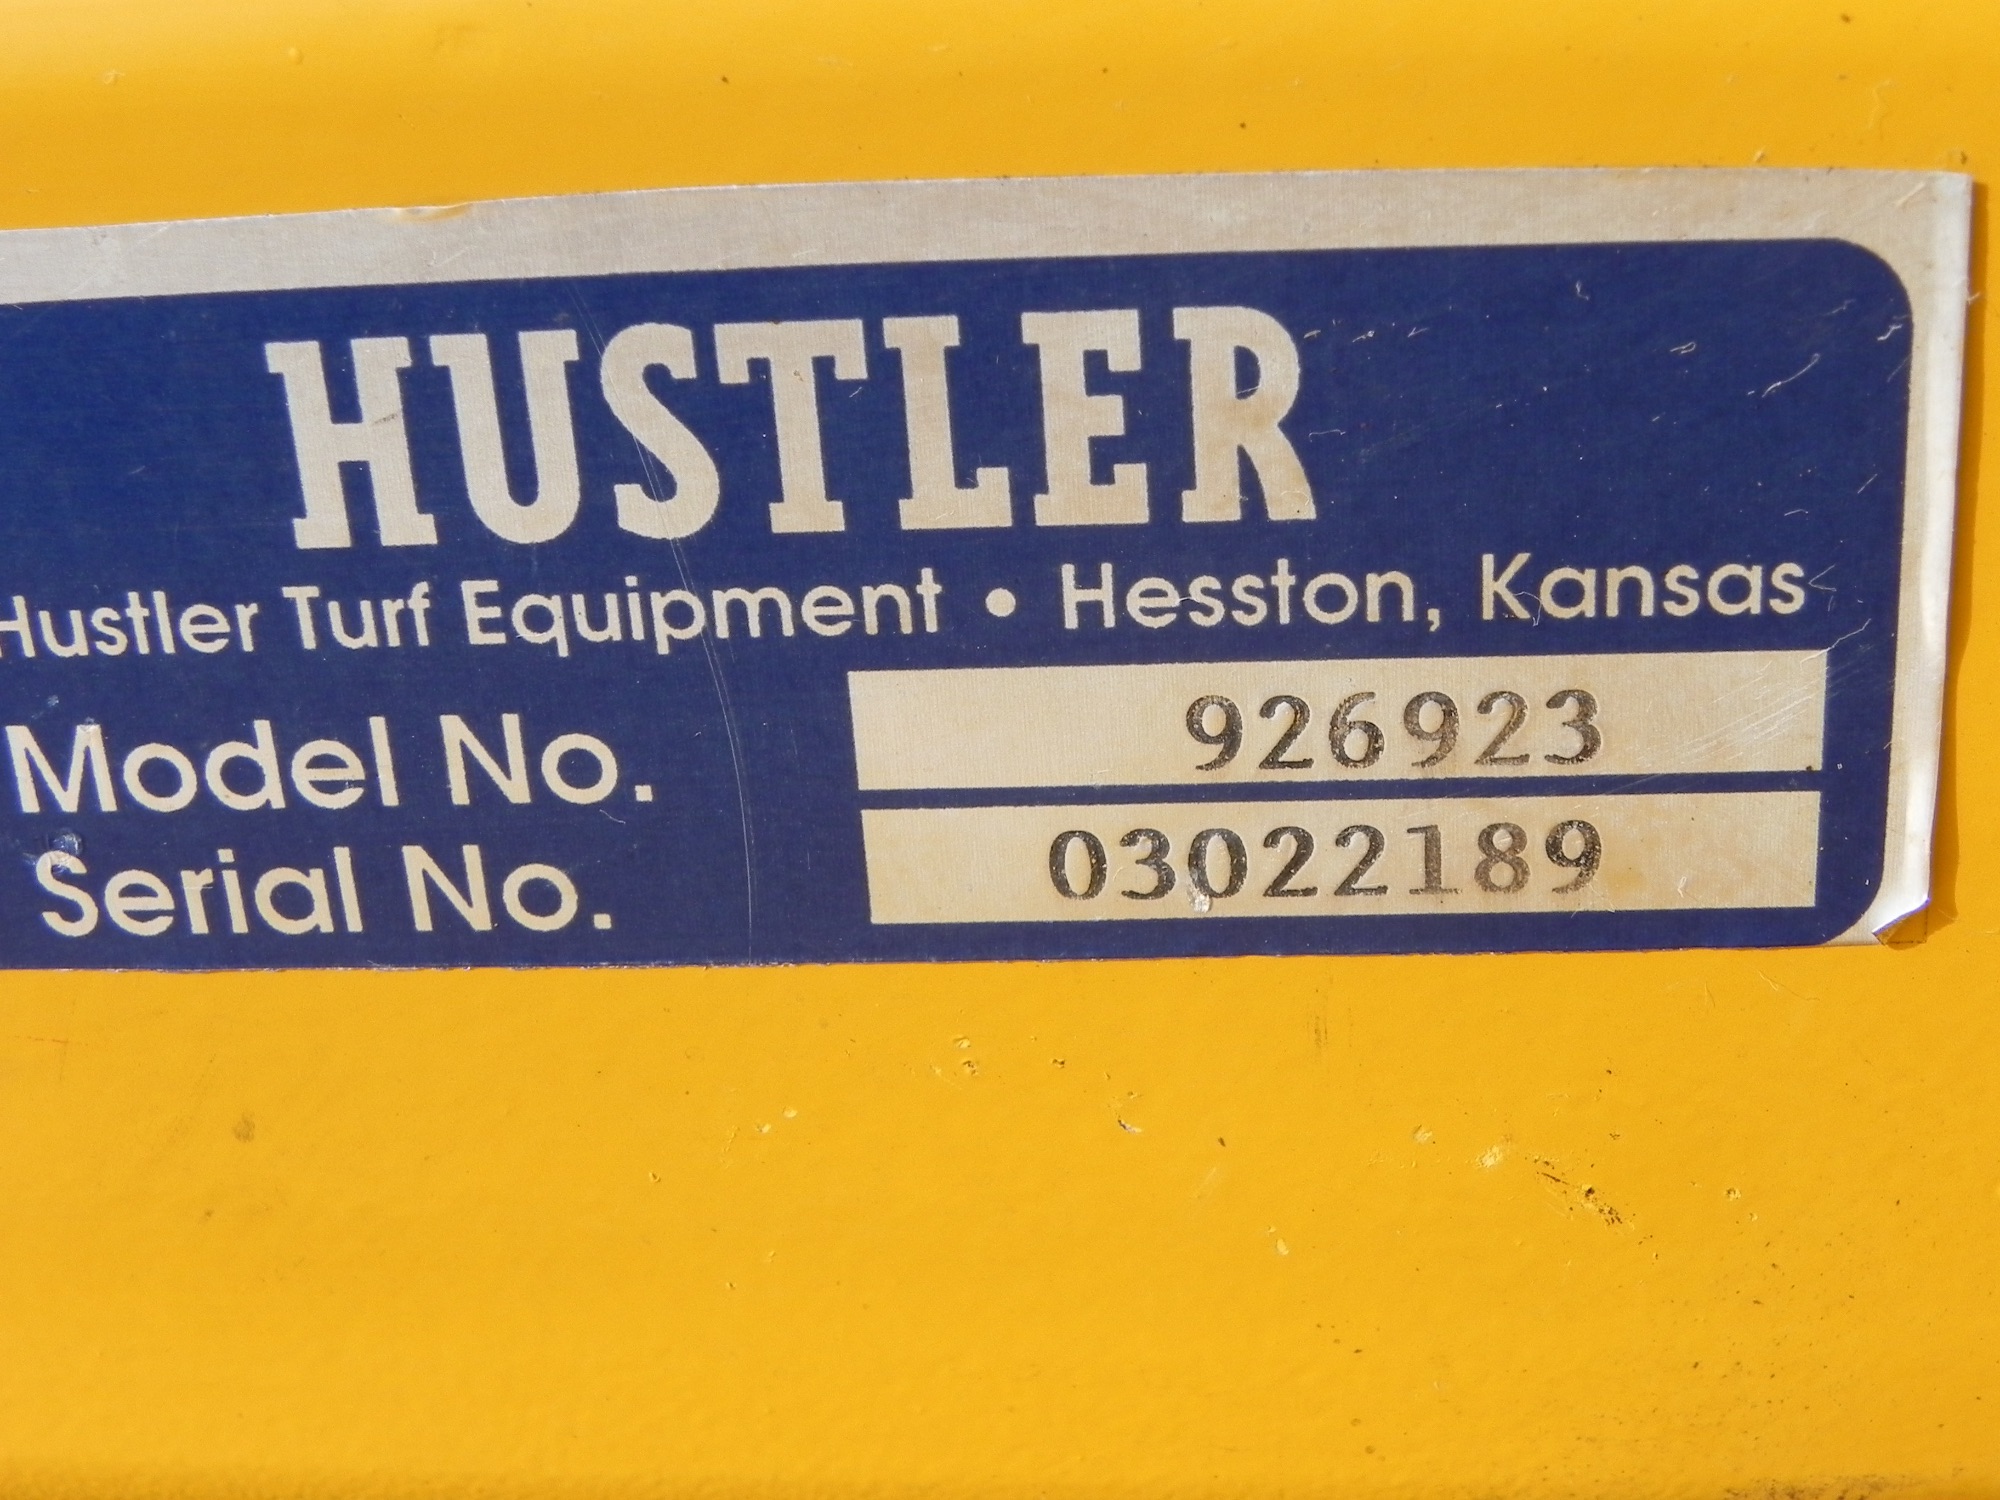 HUSTLER
Hustler Turf Equipment • Hesston, Kansas
Model No. 926923
Serial No. 03022189